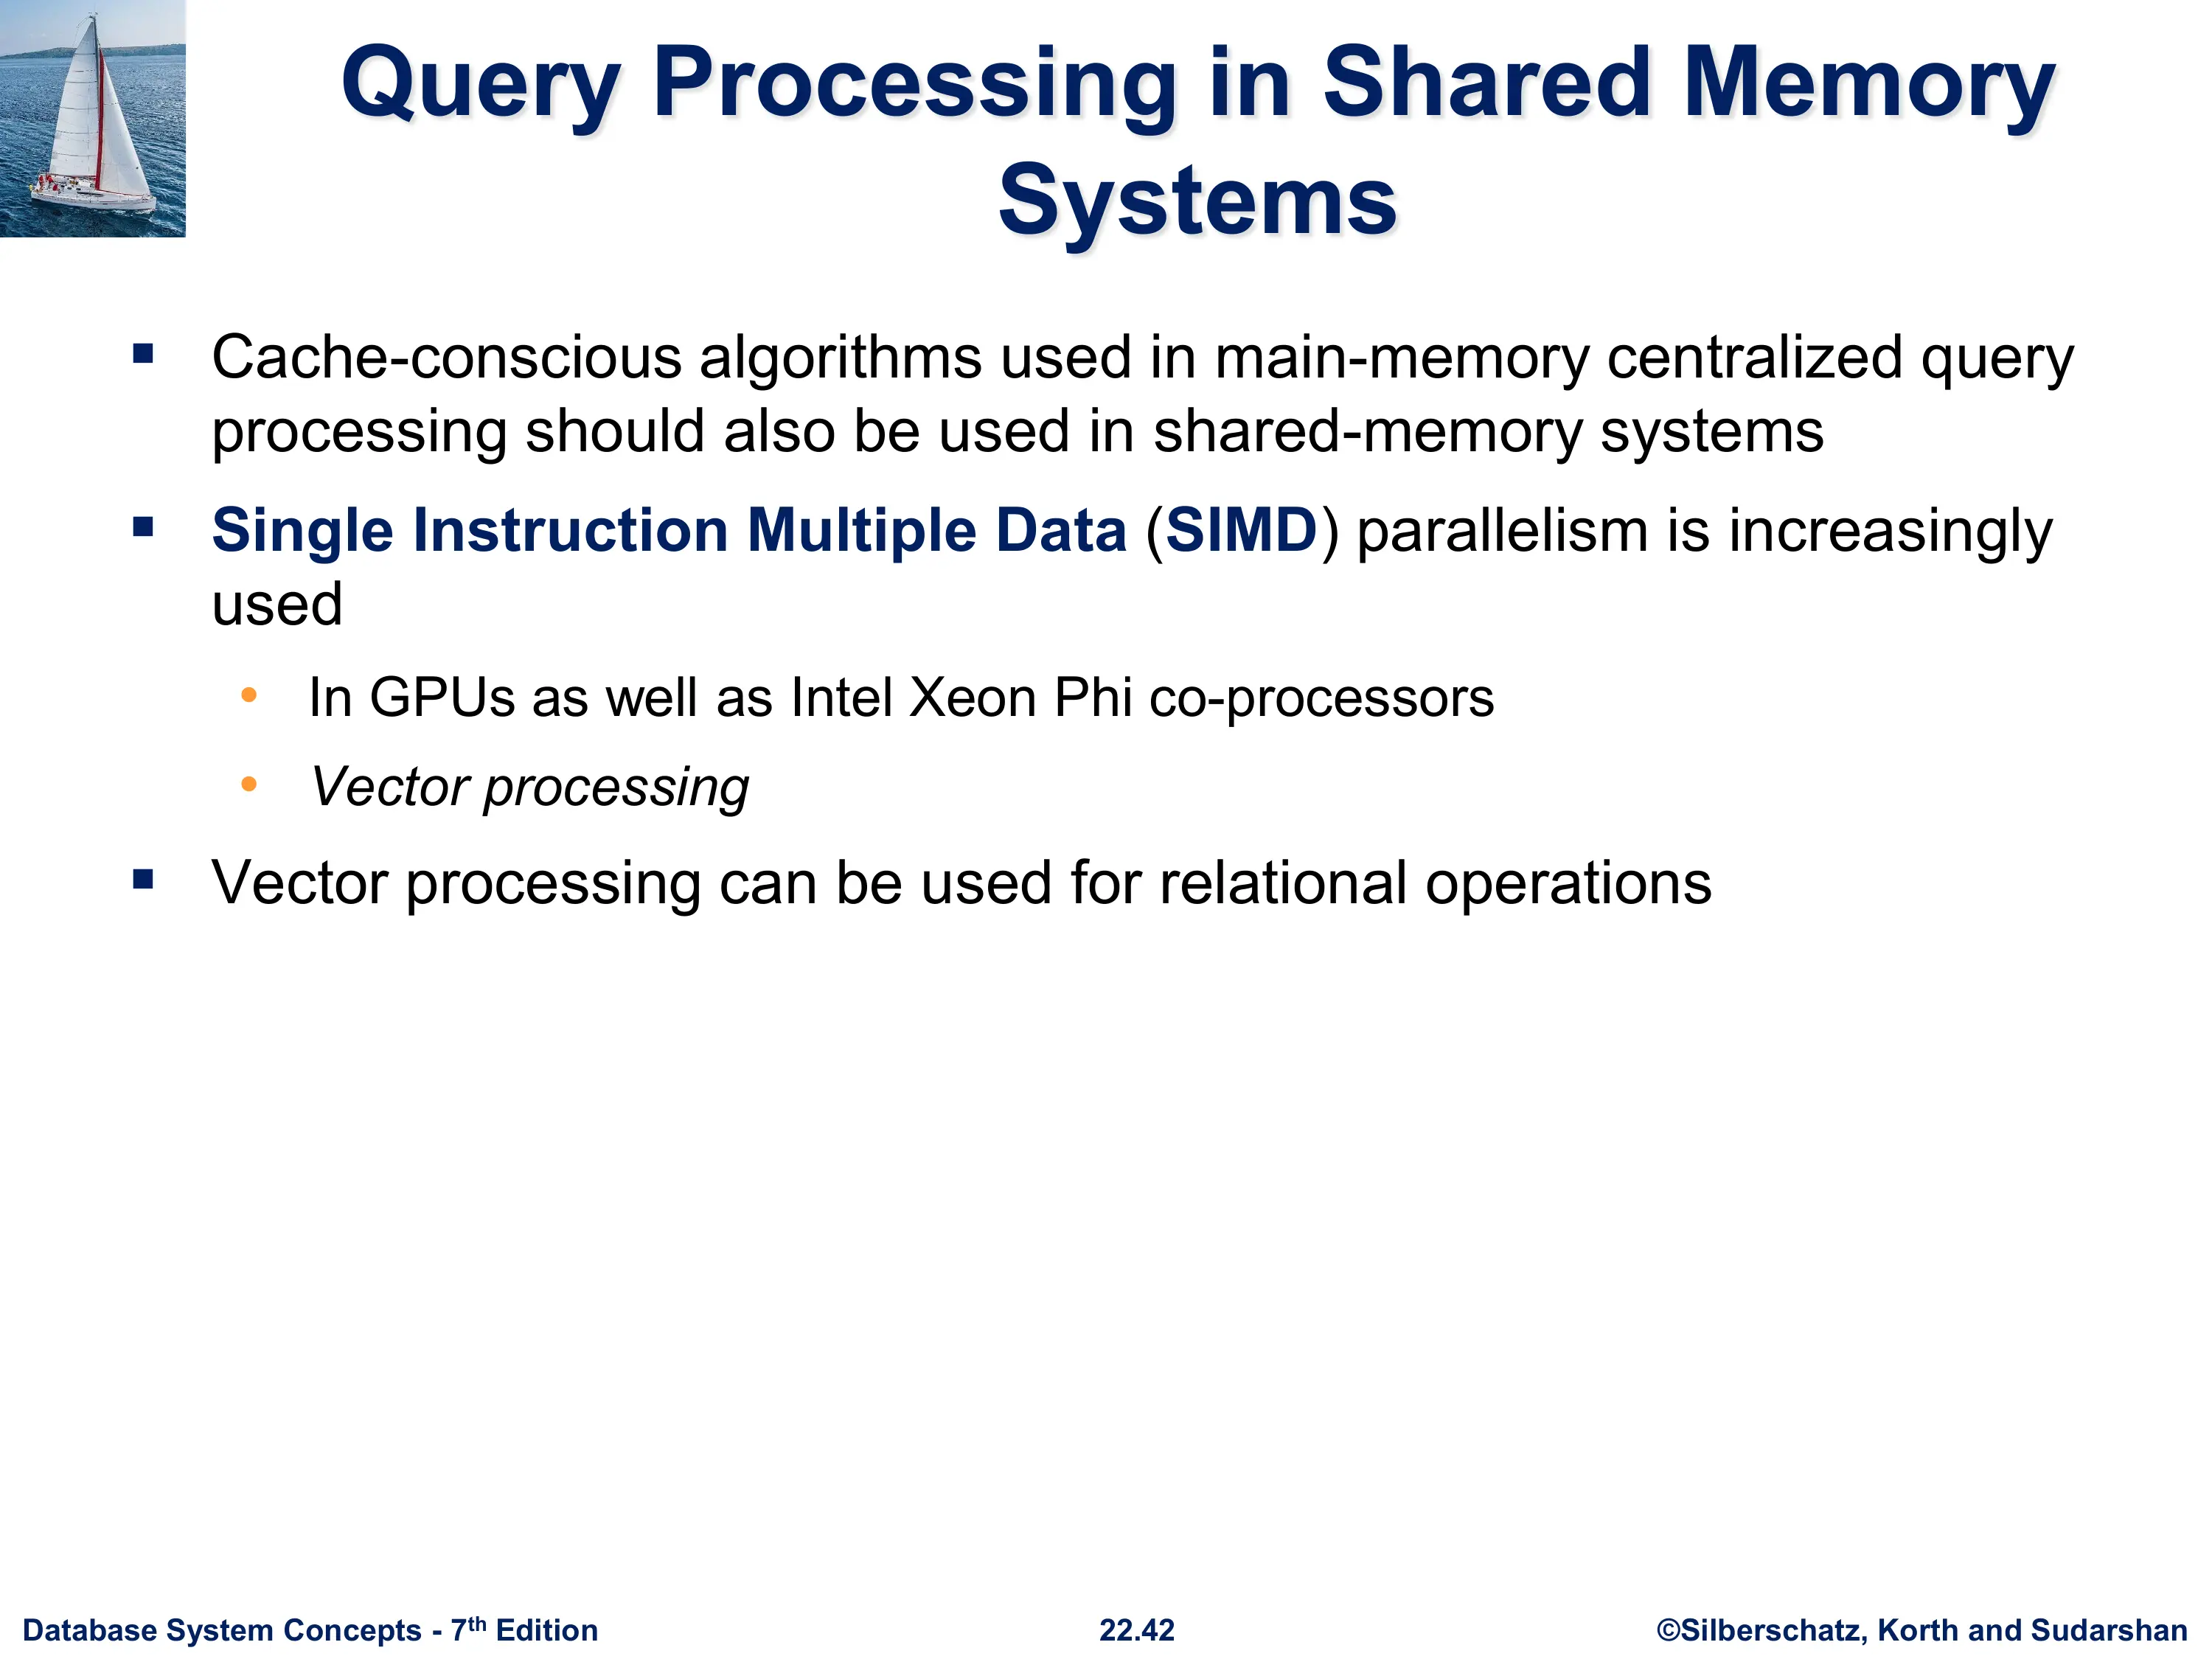 Query Processing in Shared Memory
Systems
▪ Cache-conscious algorithms used in main-memory centralized query
processing should also be used in shared-memory systems
▪ Single Instruction Multiple Data (SIMD) parallelism is increasingly
used
• In GPUs as well as Intel Xeon Phi co-processors
• Vector processing
▪ Vector processing can be used for relational operations
Database System Concepts - 7th Edition
22.42
©Silberschatz, Korth and Sudarshan